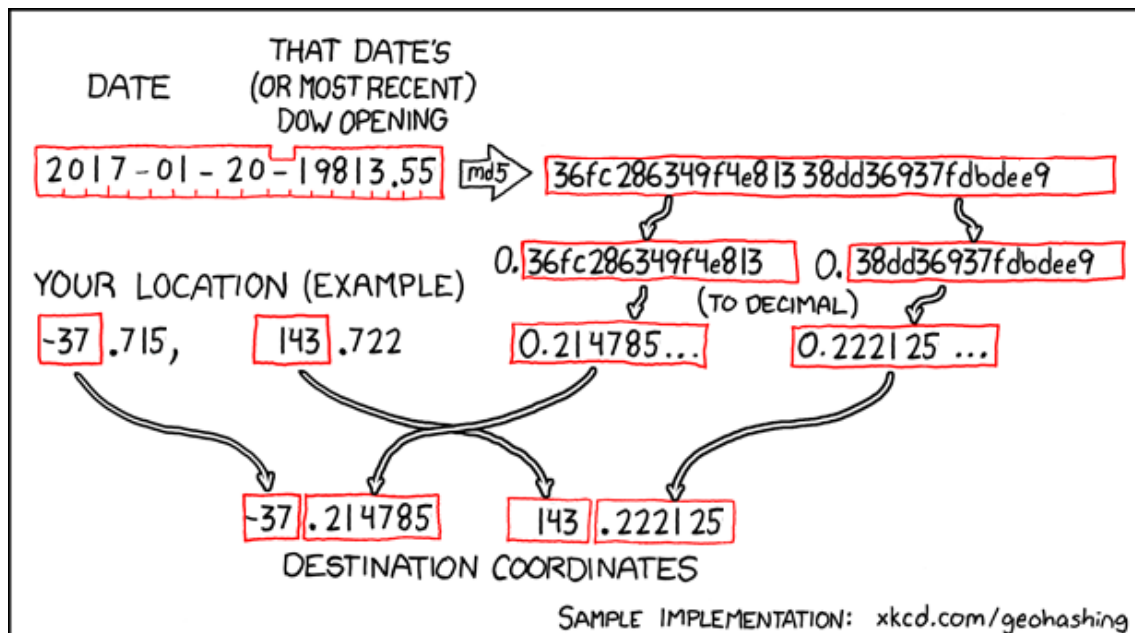 DATE
THAT DATE'S
(OR MOST RECENT)
DOW OPENING
2017-01-20-19813.55
md5
36fc286349f4e81338dd36937fdbdee9
0.36fc286349f4e813
0.38dd36937fdbdee9
YOUR LOCATION (EXAMPLE)
(TO DECIMAL)
-37.715, 143.722
0.214785...
0.222125...
-37.214785
143.222125
DESTINATION COORDINATES
SAMPLE IMPLEMENTATION: xkcd.com/geohashing